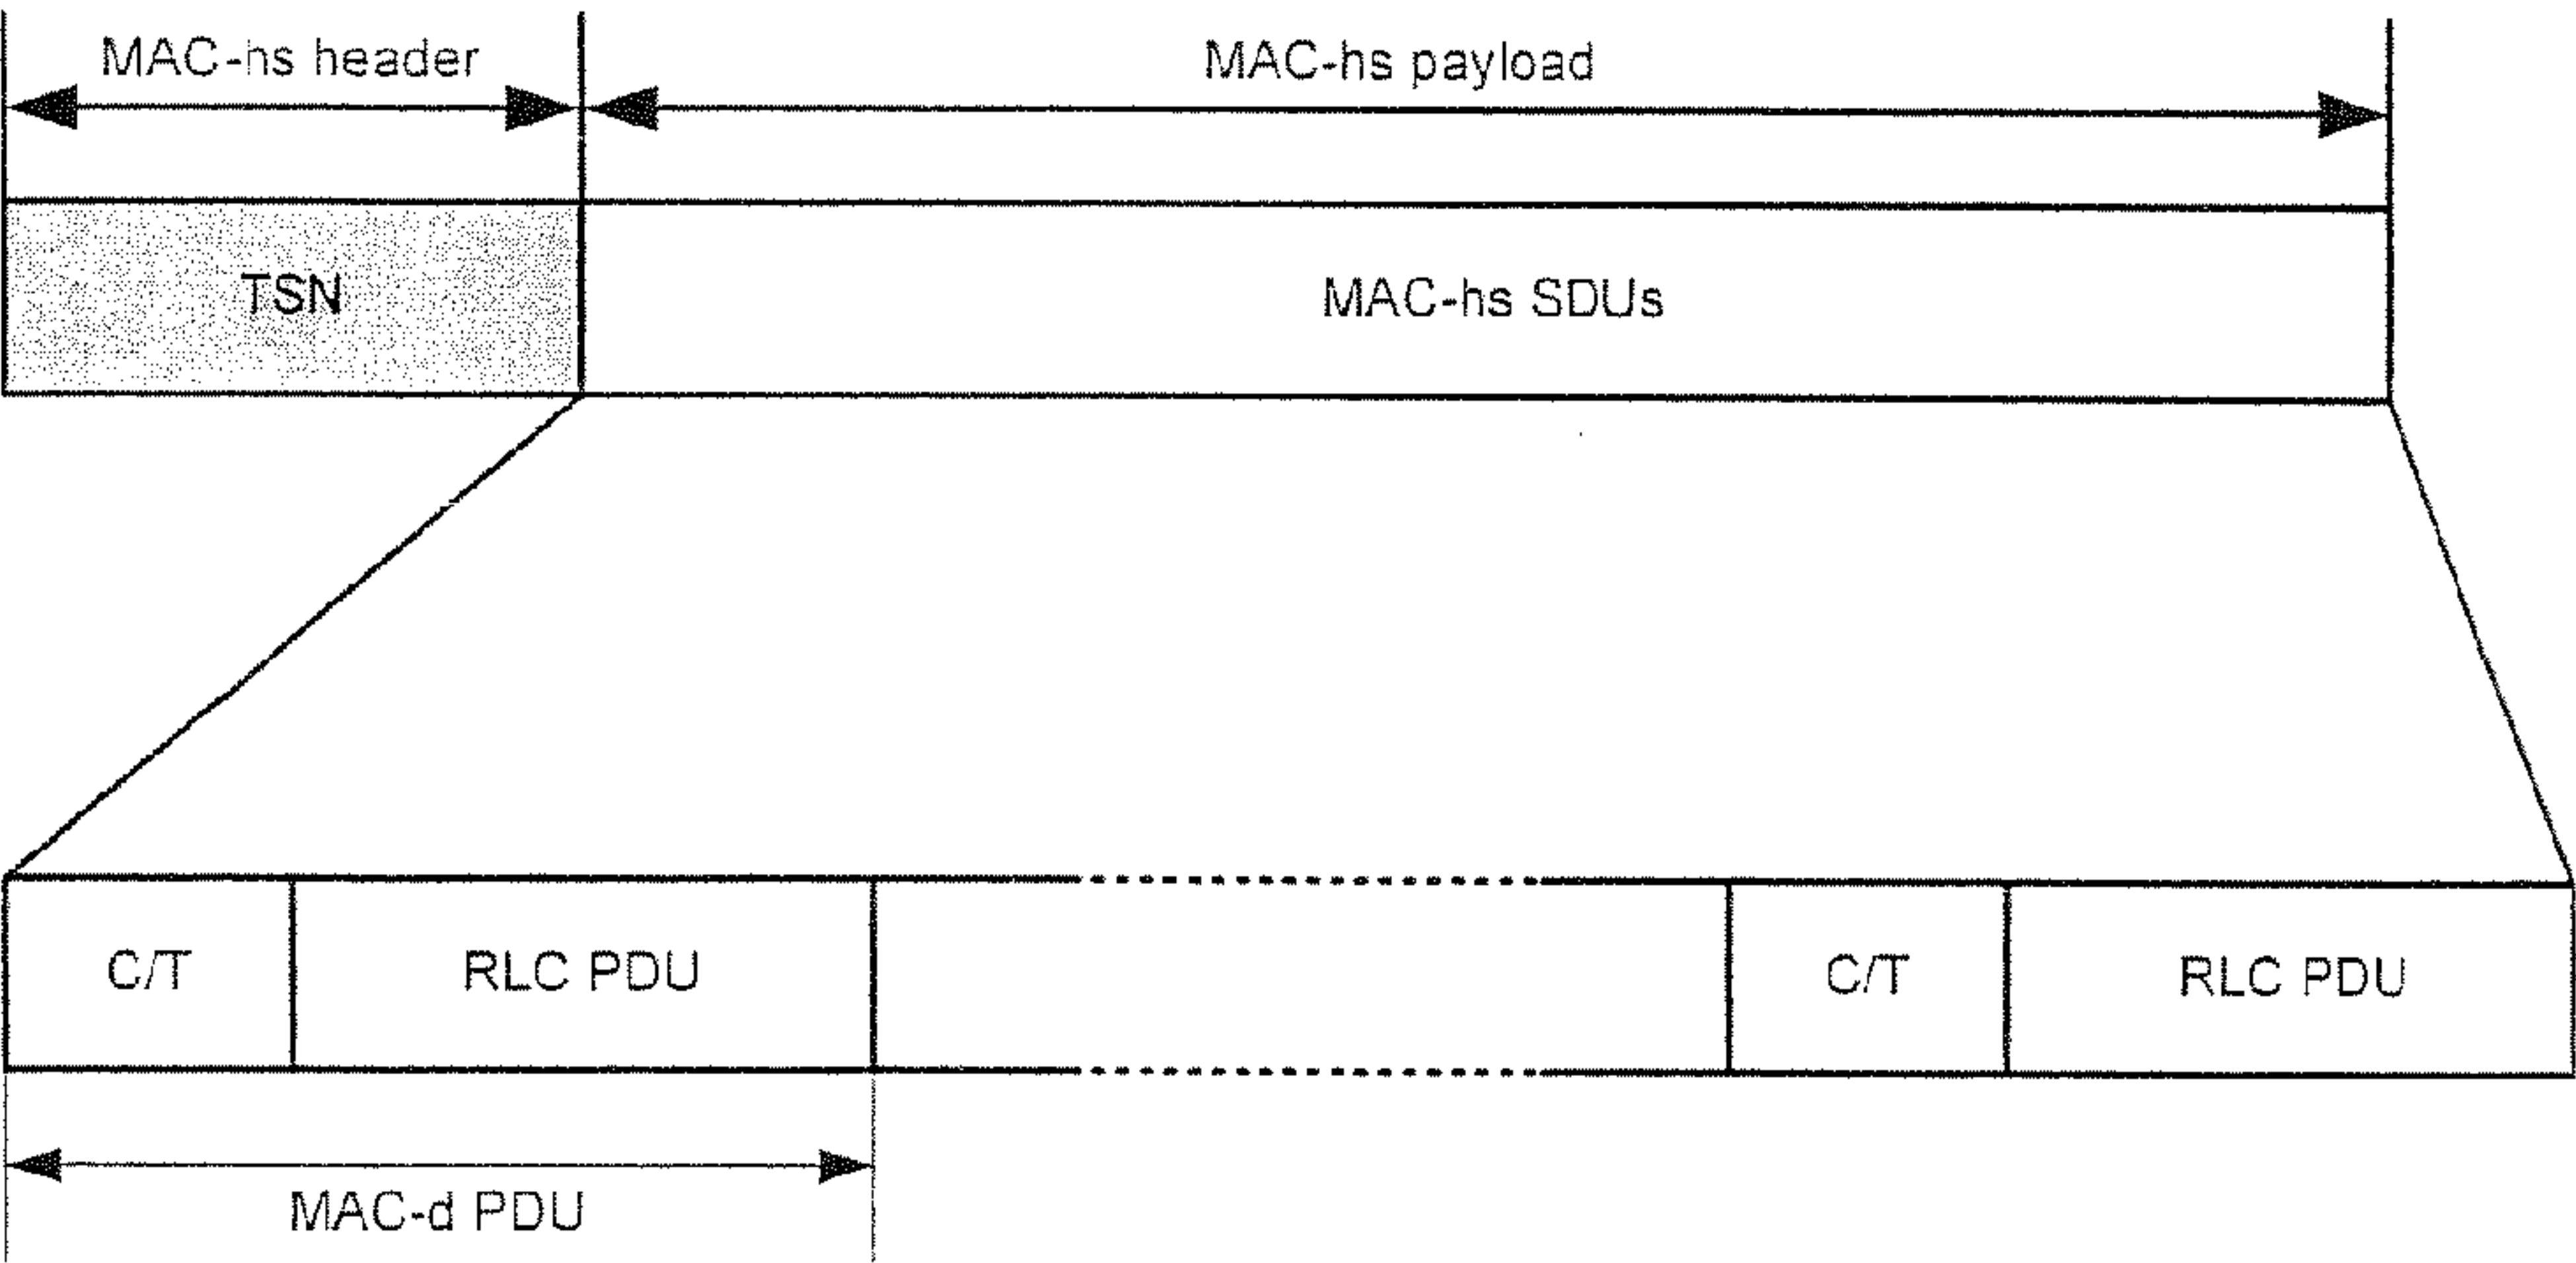 MAC-hs header
MAC-hs payload
TSN
MAC-hs SDUs
C/T
RLC PDU
C/T
RLC PDU
MAC-d PDU